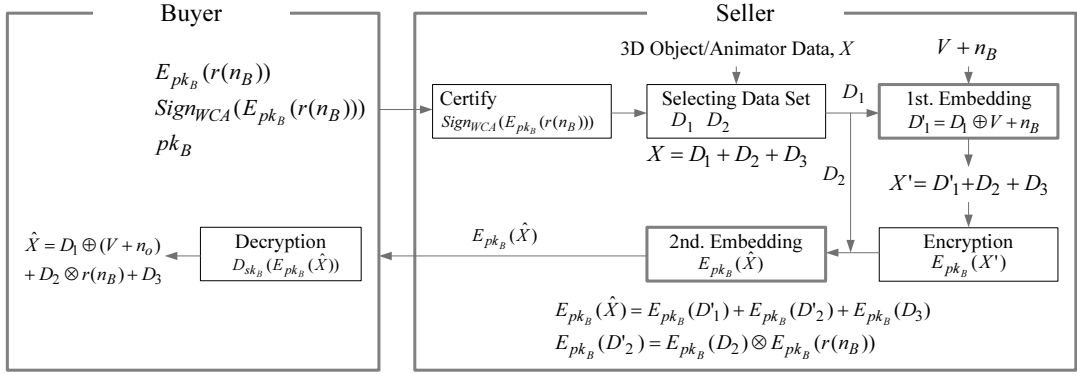 Buyer
Seller
E_{pk_B}(r(n_B))
Sign_{WCA}(E_{pk_B}(r(n_B)))
pk_B
Certify
Sign_{WCA}(E_{pk_B}(r(n_B)))
3D Object/Animator Data, X
Selecting Data Set
D_1 D_2
X = D_1 + D_2 + D_3
D_1
D_2
V + n_B
1st. Embedding
D'_1 = D_1 ⊕ V + n_B
X' = D'_1 + D_2 + D_3
Encryption
E_{pk_B}(X')
2nd. Embedding
E_{pk_B}(X̂)
E_{pk_B}(X̂)
Decryption
D_{sk_B}(E_{pk_B}(X̂))
X̂ = D_1 ⊕ (V + n_o)
+ D_2 ⊗ r(n_B) + D_3
E_{pk_B}(X̂) = E_{pk_B}(D'_1) + E_{pk_B}(D'_2) + E_{pk_B}(D_3)
E_{pk_B}(D'_2) = E_{pk_B}(D_2) ⊗ E_{pk_B}(r(n_B))